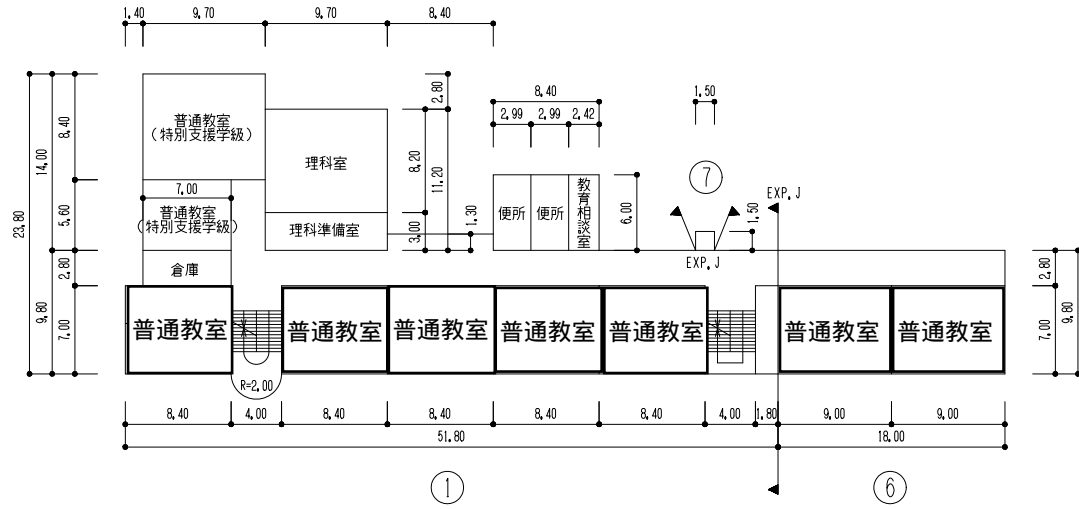 1.40 9.70 9.70 8.40
23.80
14.00
8.40
5.60
9.80
2.80
7.00
普通教室
(特別支援学級)
7.00
普通教室
(特別支援学級)
倉庫
理科室
理科準備室
2.80
8.20
11.20
3.00
1.30
8.40
2.99 2.99 2.42
便所 便所 教育相談室
6.00
1.50
7
1.50
EXP.J
EXP.J
2.80
7.00
9.80
普通教室 普通教室 普通教室 普通教室 普通教室 普通教室 普通教室
R=2.00
8.40 4.00 8.40 8.40 8.40 8.40 4.00 1.80 9.00 9.00
51.80 18.00
1 6